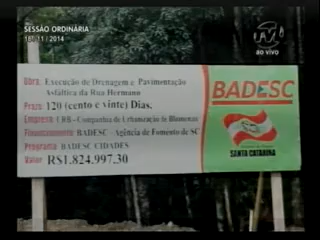 SESSÃO ORDINÁRIA
18/11/2014
TVL
AO VIVO
Obra: Execução de Drenagem e Pavimentação
Asfáltica da Rua Hermann
Prazo: 120 (cento e vinte) Dias.
Empresa: URB - Companhia de Urbanização de Blumenau
Financiamento: BADESC - Agência de Fomento de SC
Programa: BADESC CIDADES
Valor: R$1.824.997,30
BADESC
SANTA CATARINA